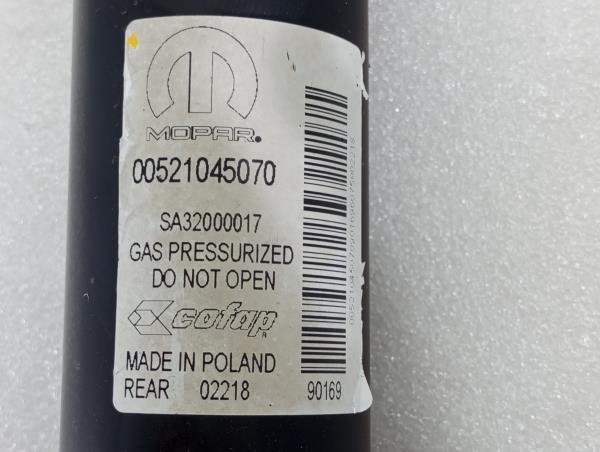 MOPAR.
00521045070
SA32000017
GAS PRESSURIZED
DO NOT OPEN
cofap
MADE IN POLAND
REAR 02218
90169